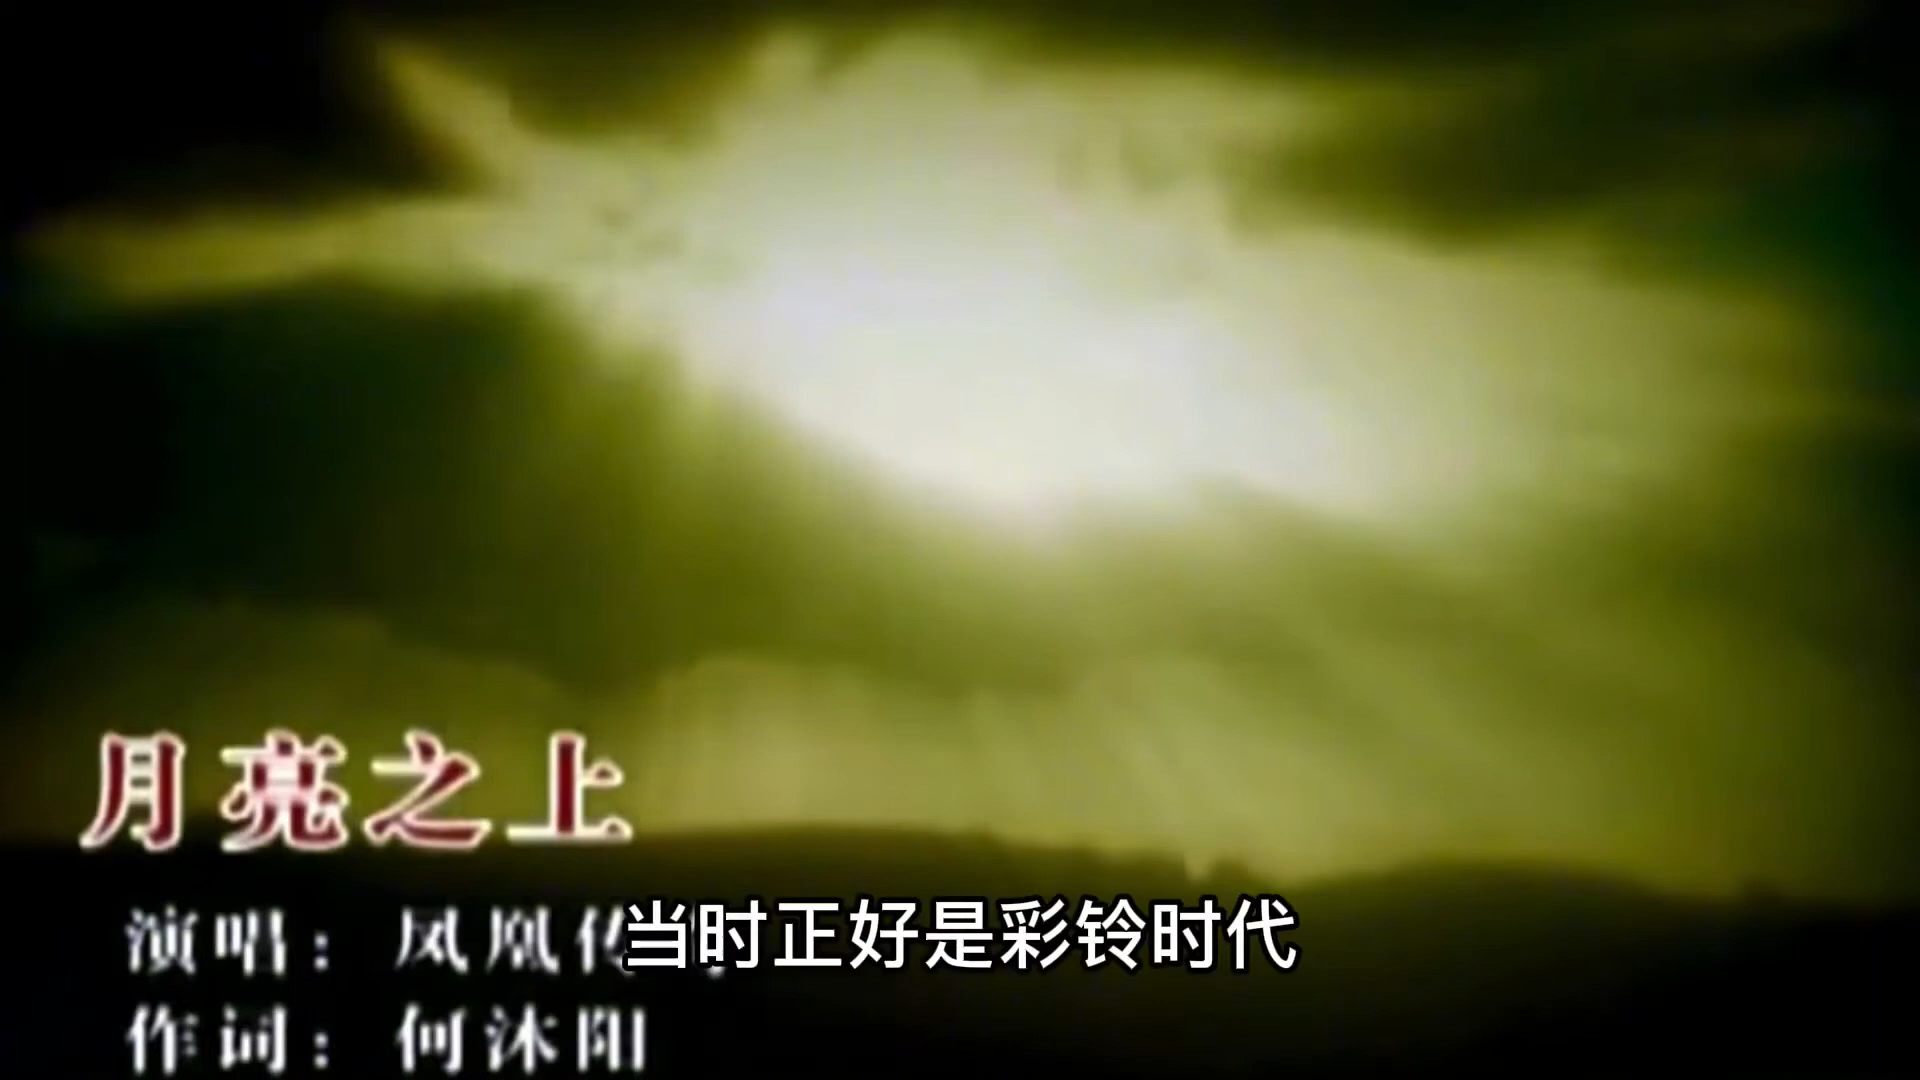 月亮之上
演唱：凤凰传
当时正好是彩铃时代
作词：何沐阳